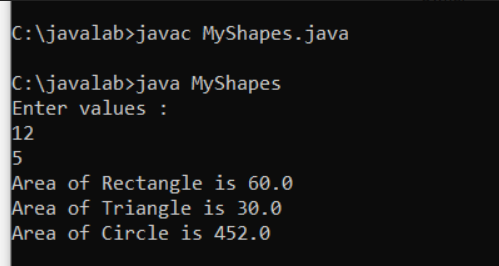 C:\javalab>javac MyShapes.java
C:\javalab>java MyShapes
Enter values :
12
5
Area of Rectangle is 60.0
Area of Triangle is 30.0
Area of Circle is 452.0